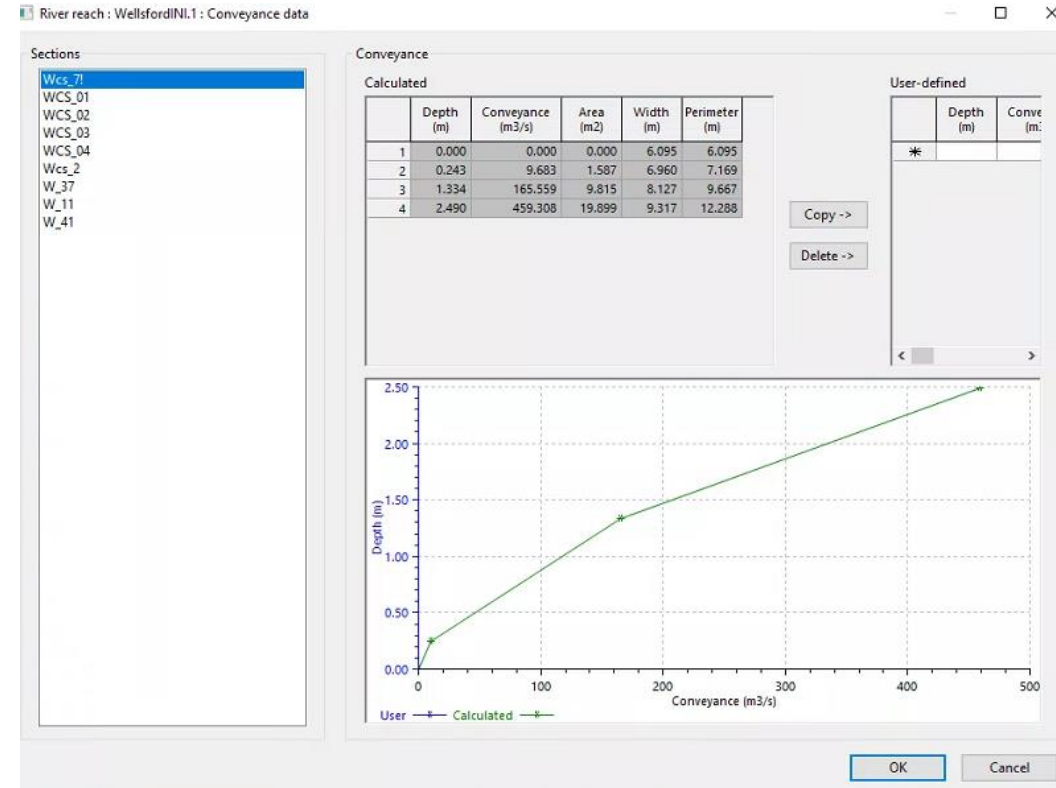 River reach : WellsfordINI.1 : Conveyance data
Sections
Wcs_7!
WCS_01
WCS_02
WCS_03
WCS_04
Wcs_2
W_37
W_11
W_41
Conveyance
Calculated
Depth (m) Conveyance (m3/s) Area (m2) Width (m) Perimeter (m)
1 0.000 0.000 0.000 6.095 6.095
2 0.243 9.683 1.587 6.960 7.169
3 1.334 165.559 9.815 8.127 9.667
4 2.490 459.308 19.899 9.317 12.288
Copy ->
Delete ->
User-defined
Depth (m) Conve (m:
*
2.50
2.00
1.50
1.00
0.50
0.00
Depth (m)
0 100 200 300 400 500
Conveyance (m3/s)
User Calculated
OK Cancel